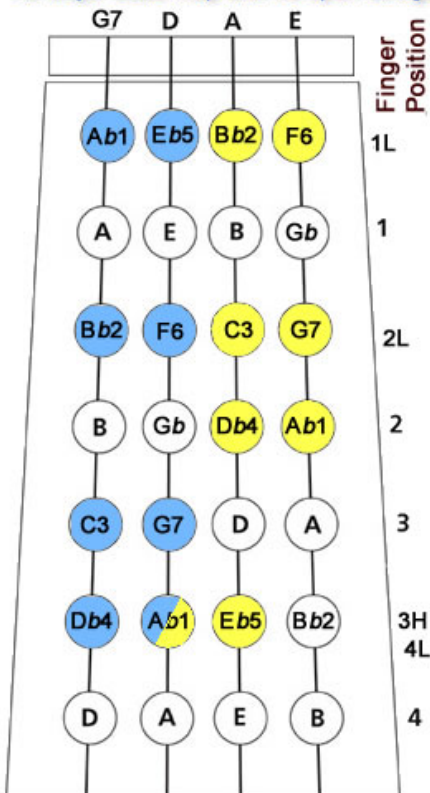 G7 D A E
Finger
Position
Ab1 Eb5 Bb2 F6 1L
A E B Gb 1
Bb2 F6 C3 G7 2L
B Gb Db4 Ab1 2
C3 G7 D A 3
Db4 Ab1 Eb5 Bb2 3H
4L
D A E B 4